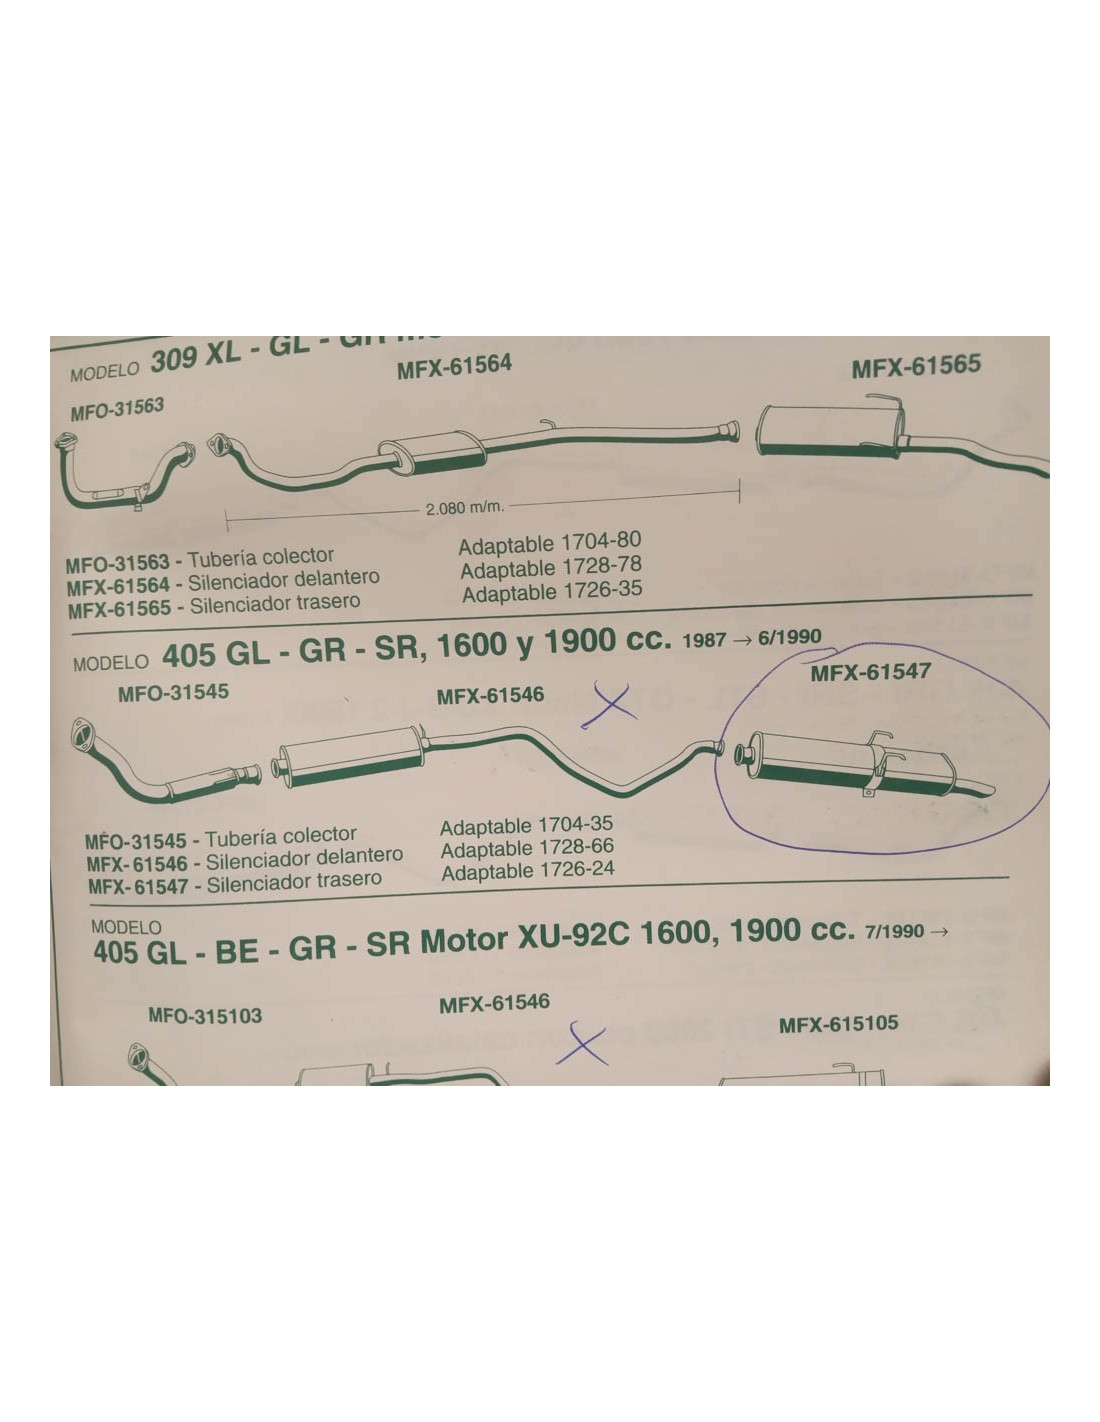 MODELO 309 XL - GL - GR
MFX-61564
MFX-61565
MFO-31563
2.080 m/m.
MFO-31563 - Tubería colector Adaptable 1704-80
MFX-61564 - Silenciador delantero Adaptable 1728-78
MFX-61565 - Silenciador trasero Adaptable 1726-35
MODELO 405 GL - GR - SR, 1600 y 1900 cc. 1987 → 6/1990
MFO-31545
MFX-61546
MFX-61547
MFO-31545 - Tubería colector Adaptable 1704-35
MFX-61546 - Silenciador delantero Adaptable 1728-66
MFX-61547 - Silenciador trasero Adaptable 1726-24
MODELO
405 GL - BE - GR - SR Motor XU-92C 1600, 1900 cc. 7/1990 →
MFO-315103
MFX-61546
MFX-615105